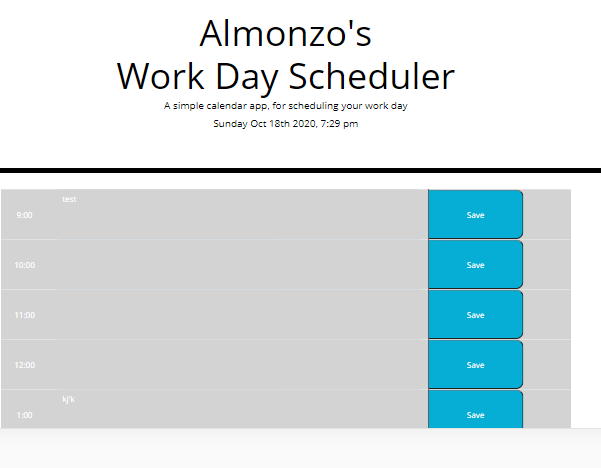 Almonzo's
Work Day Scheduler
A simple calendar app, for scheduling your work day
Sunday Oct 18th 2020, 7:29 pm
9:00 test Save
10:00 Save
11:00 Save
12:00 Save
1:00 kj'k Save